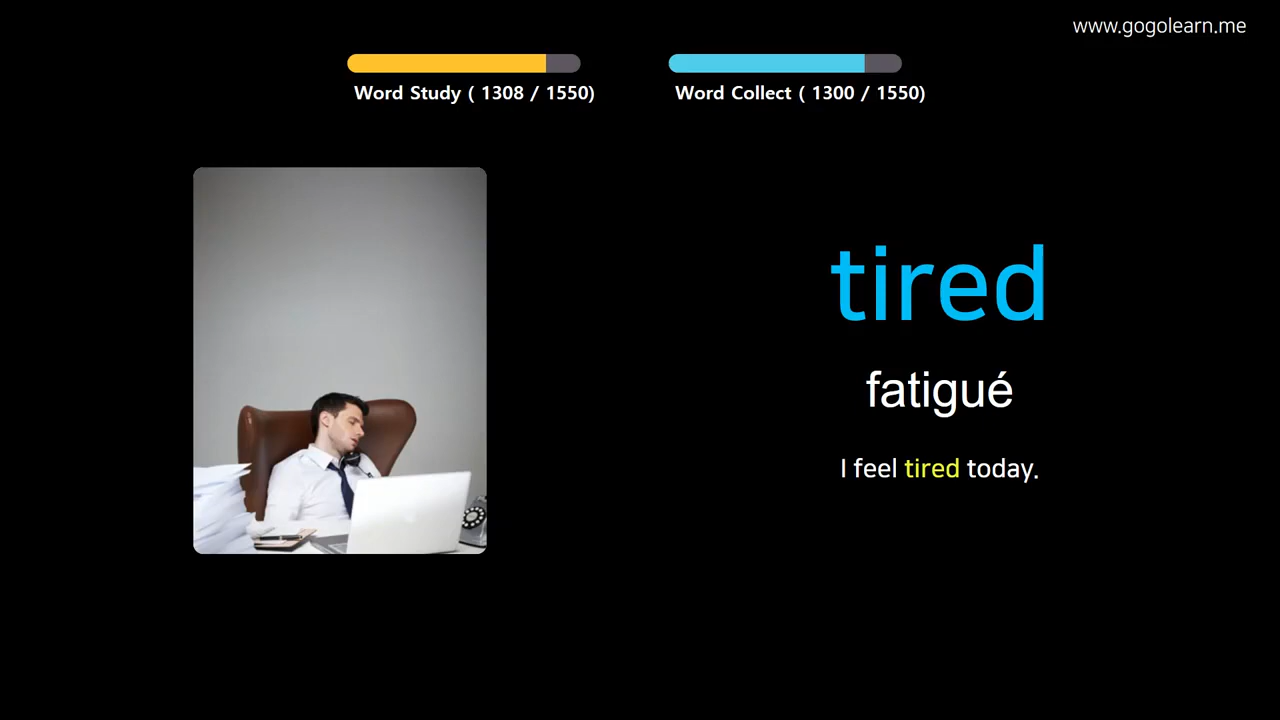 www.gogolearn.me
Word Study ( 1308 / 1550)
Word Collect ( 1300 / 1550)
tired
fatigué
I feel tired today.